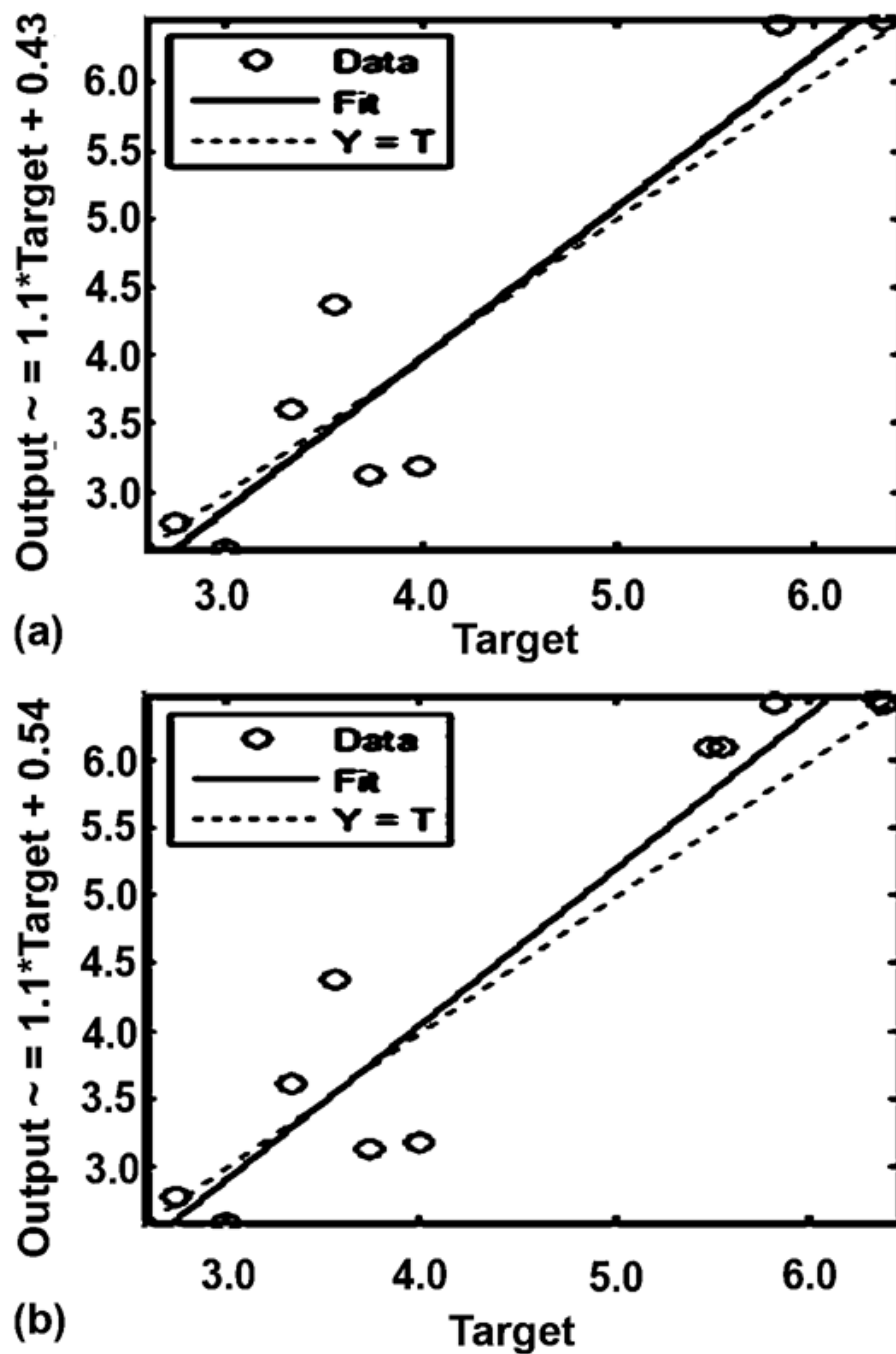 Output ~ = 1.1*Target + 0.43
Data
Fit
Y = T
6.0
5.5
5.0
4.5
4.0
3.5
3.0
3.0 4.0 5.0 6.0
(a)
Target
Output ~ = 1.1*Target + 0.54
Data
Fit
Y = T
6.0
5.5
5.0
4.5
4.0
3.5
3.0
3.0 4.0 5.0 6.0
(b)
Target